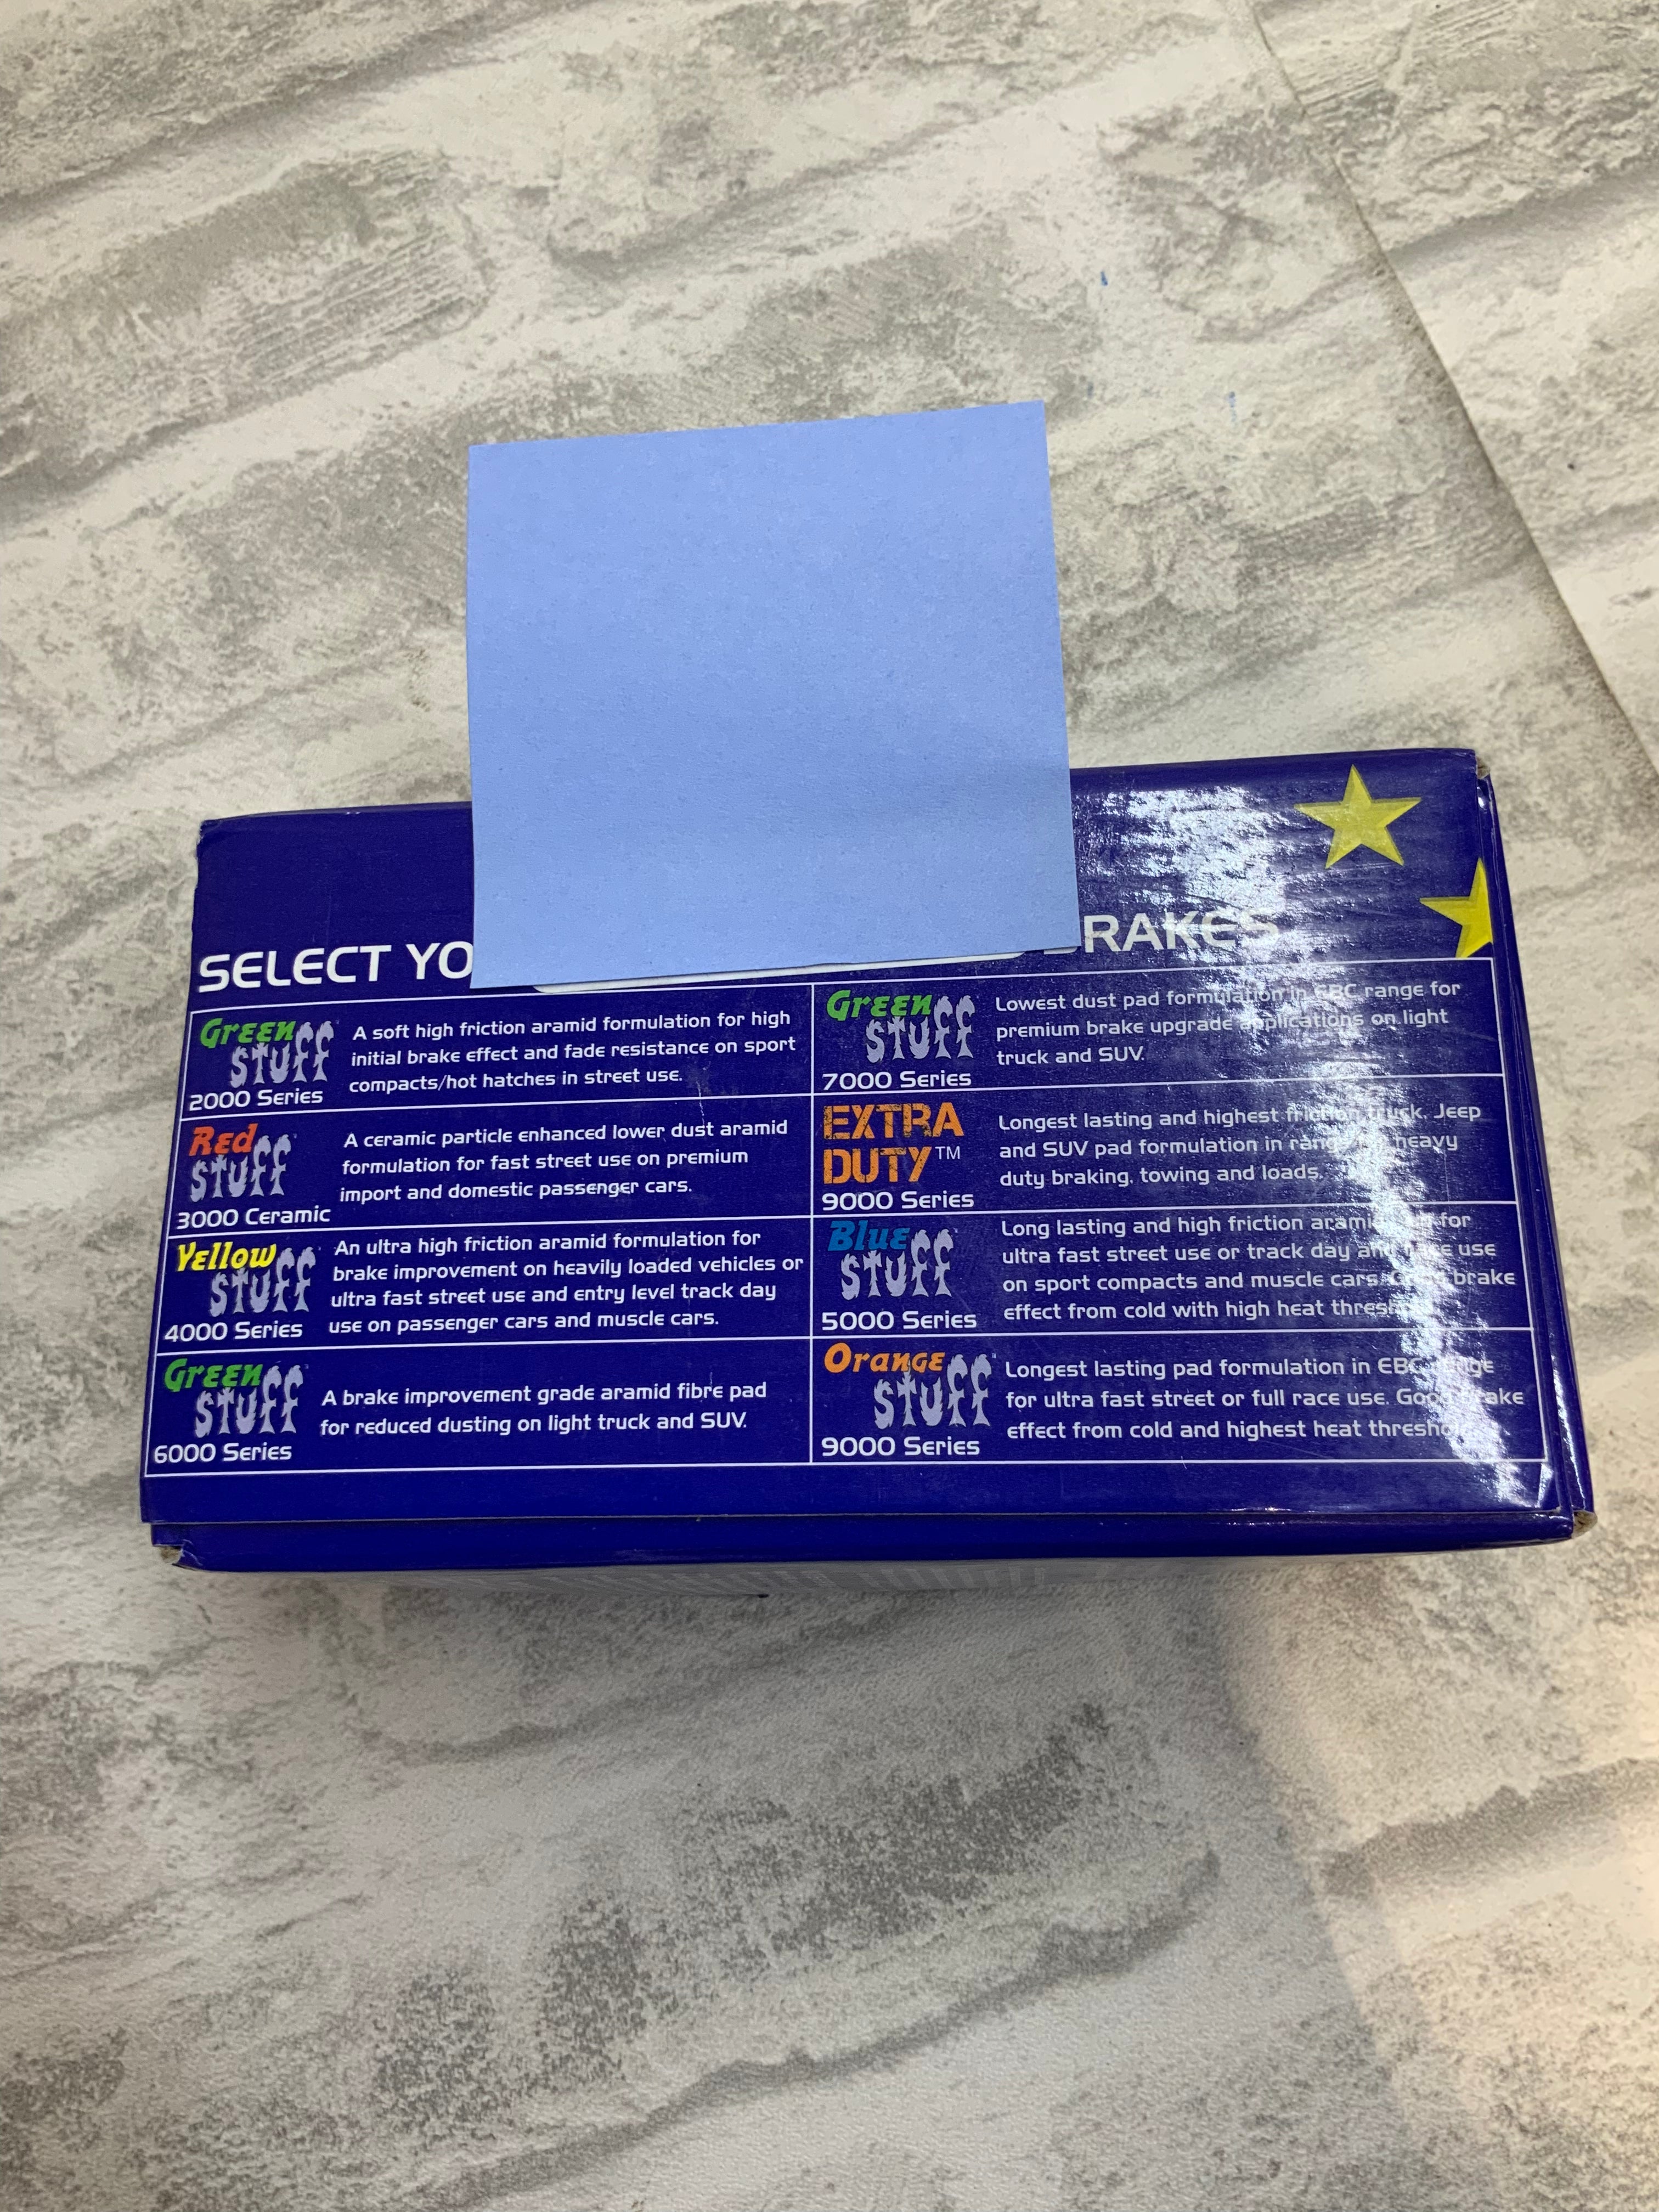 SELECT YO
BRAKES
Green
Stuff
2000 Series
A soft high friction aramid formulation for high
initial brake effect and fade resistance on sport
compacts/hot hatches in street use.
Red
Stuff
3000 Ceramic
A ceramic particle enhanced lower dust aramid
formulation for fast street use on premium
import and domestic passenger cars.
Yellow
Stuff
4000 Series
An ultra high friction aramid formulation for
brake improvement on heavily loaded vehicles or
ultra fast street use and entry level track day
use on passenger cars and muscle cars.
Green
Stuff
6000 Series
A brake improvement grade aramid fibre pad
for reduced dusting on light truck and SUV.
Green
Stuff
7000 Series
Lowest dust pad formulation in EBC range for
premium brake upgrade applications on light
truck and SUV.
EXTRA
DUTY™
9000 Series
Longest lasting and highest friction truck, Jeep
and SUV pad formulation in heavy
duty braking, towing and loads.
Blue
Stuff
5000 Series
Long lasting and high friction aramid for
ultra fast street use or track day and use
on sport compacts and muscle cars. brake
effect from cold with high heat
Orange
Stuff
9000 Series
Longest lasting pad formulation in EBC
for ultra fast street or full race use. Good brake
effect from cold and highest heat